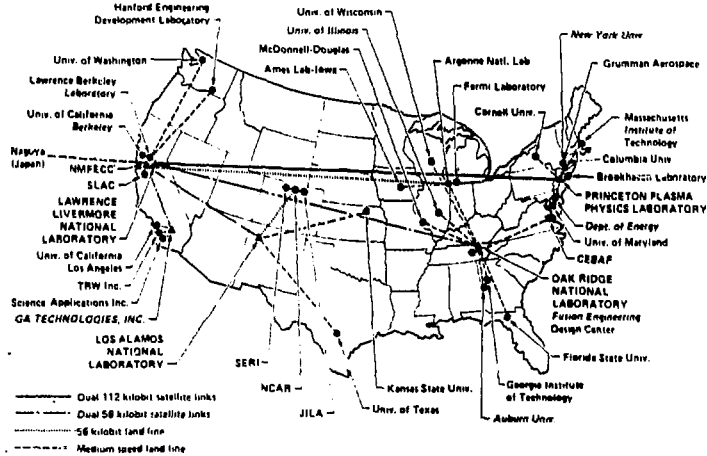 Hanford Engineering
Development Laboratory
Univ. of Washington
Lawrence Berkeley
Laboratory
Univ. of California
Berkeley
Nagoya
(Japan)
NMFECC
SLAC
LAWRENCE
LIVERMORE
NATIONAL
LABORATORY
Univ. of California
Los Angeles
TRW Inc.
Science Applications Inc.
GA TECHNOLOGIES, INC.
LOS ALAMOS
NATIONAL
LABORATORY
SERI
NCAR
JILA
Univ. of Wisconsin
Univ. of Illinois
McDonnell-Douglas
Ames Lab-Iowa
Argonne Natl. Lab
Fermi Laboratory
Cornell Univ.
New York Univ
Grumman Aerospace
Massachusetts
Institute of
Technology
Columbia Univ
Brookhaven Laboratory
PRINCETON PLASMA
PHYSICS LABORATORY
Dept. of Energy
Univ. of Maryland
CEBAF
OAK RIDGE
NATIONAL
LABORATORY
Fusion Engineering
Design Center
Florida State Univ.
Georgia Institute
of Technology
Auburn Univ.
Kansas State Univ.
Univ. of Texas
Dual 112 kilobit satellite links
Dual 56 kilobit satellite links
56 kilobit land line
Medium speed land line